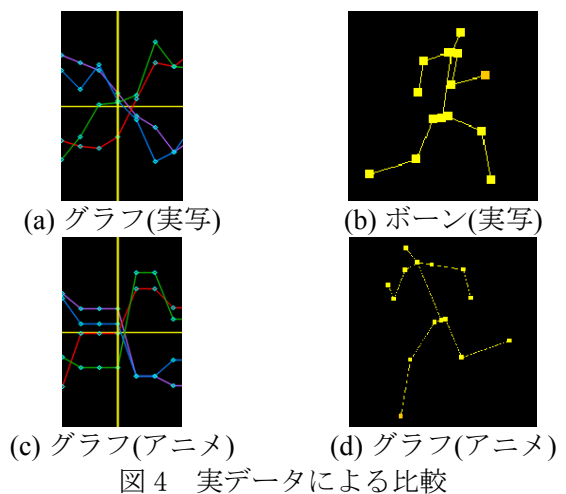 (a) グラフ(実写)
(b) ボーン(実写)
(c) グラフ(アニメ)
(d) グラフ(アニメ)
図 4　実データによる比較